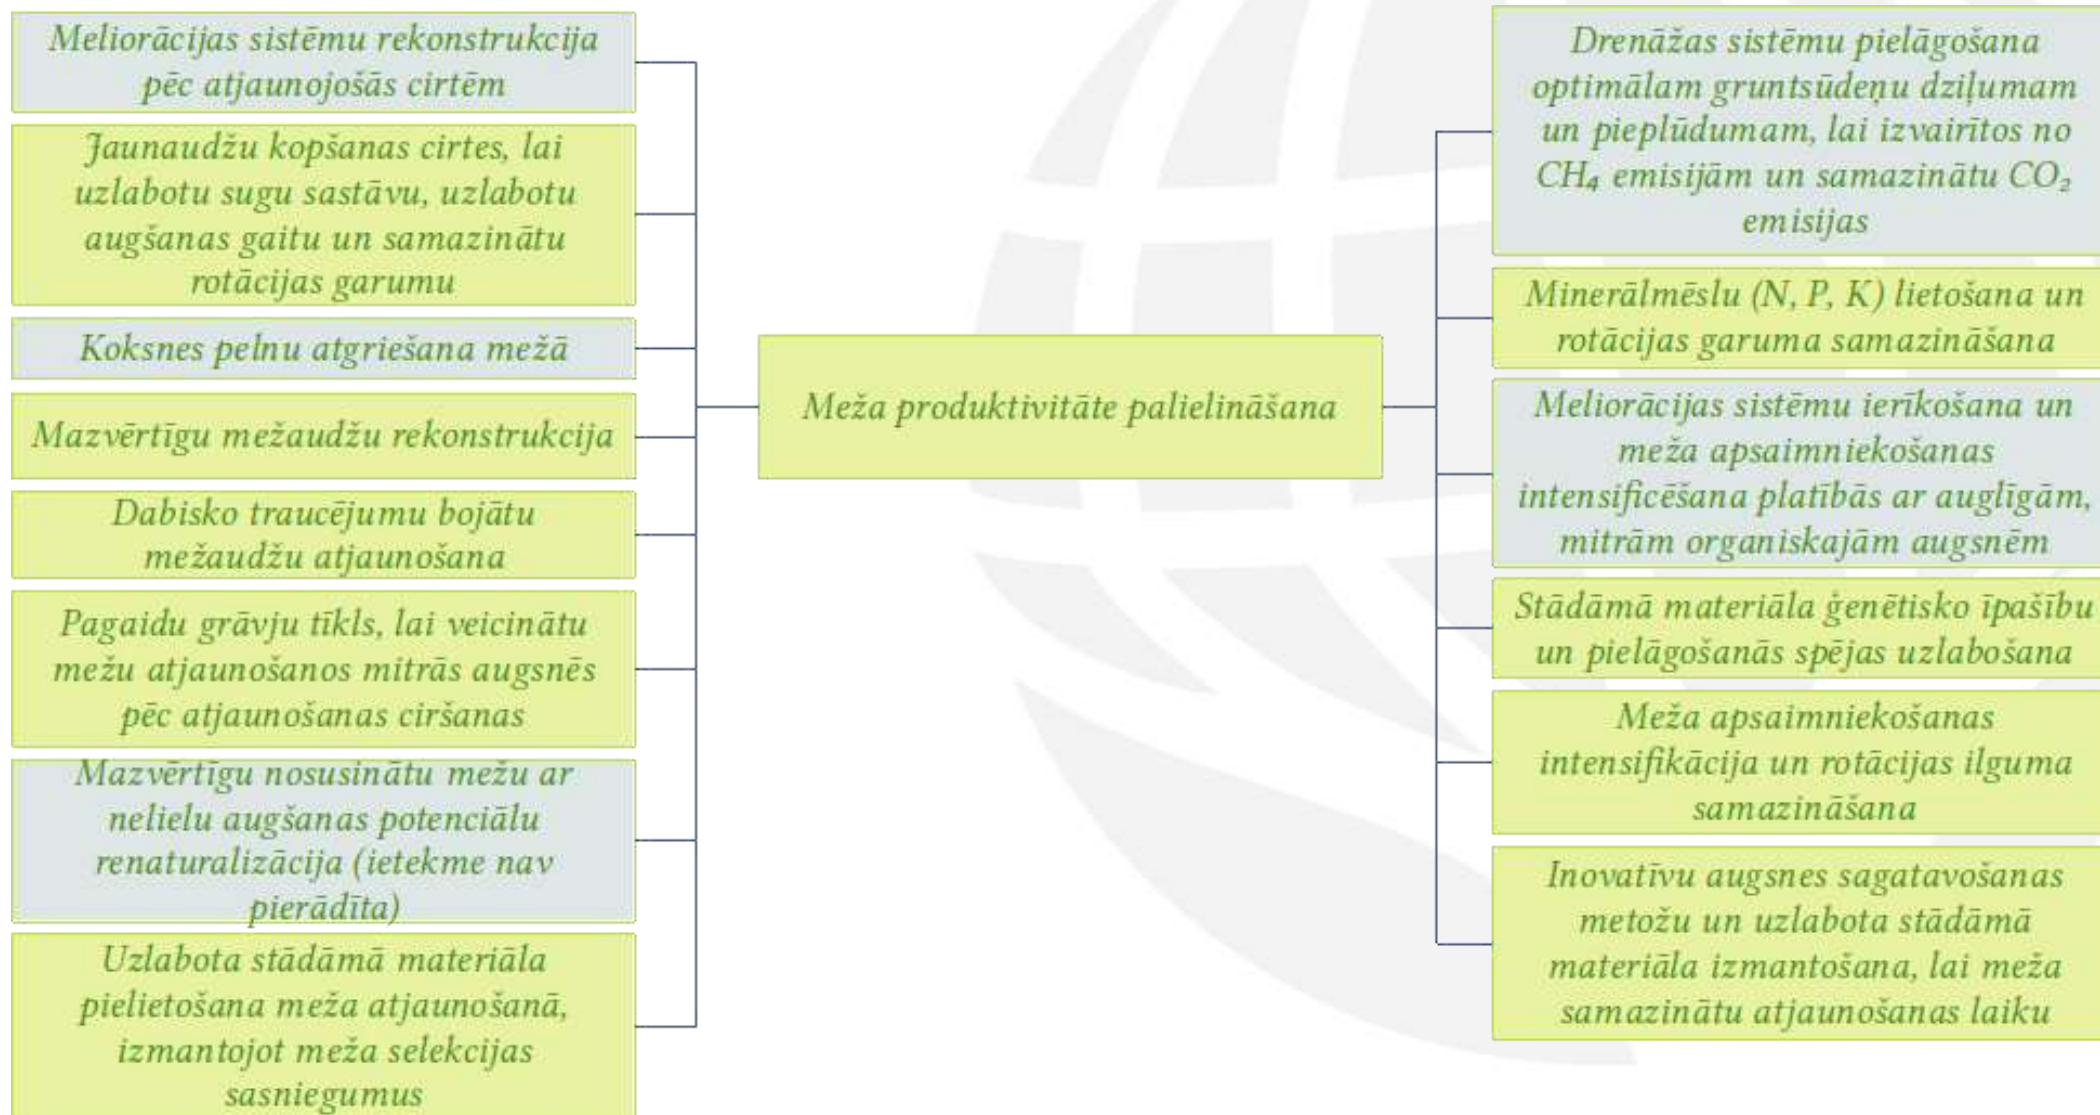 Meliorācijas sistēmu rekonstrukcija
pēc atjaunojošās cirtēm
Jaunaudžu kopšanas cirtes, lai
uzlabotu sugu sastāvu, uzlabotu
augšanas gaitu un samazinātu
rotācijas garumu
Koksnes pelnu atgriešana mežā
Mazvērtīgu mežaudžu rekonstrukcija
Dabisko traucējumu bojātu
mežaudžu atjaunošana
Pagaidu grāvju tīkls, lai veicinātu
mežu atjaunošanos mitrās augsnēs
pēc atjaunošanas ciršanas
Mazvērtīgu nosusinātu mežu ar
nelielu augšanas potenciālu
renaturalizācija (ietekme nav
pierādīta)
Uzlabota stādāmā materiāla
pielietošana meža atjaunošanā,
izmantojot meža selekcijas
sasniegumus
Meža produktivitāte palielināšana
Drenāžas sistēmu pielāgošana
optimālam gruntsūdeņu dziļumam
un pieplūdumam, lai izvairītos no
CH₄ emisijām un samazinātu CO₂
emisijas
Minerālmēslu (N, P, K) lietošana un
rotācijas garuma samazināšana
Meliorācijas sistēmu ierīkošana un
meža apsaimniekošanas
intensificēšana platībās ar auglīgām,
mitrām organiskajām augsnēm
Stādāmā materiāla ģenētisko īpašību
un pielāgošanās spējas uzlabošana
Meža apsaimniekošanas
intensifikācija un rotācijas ilguma
samazināšana
Inovatīvu augsnes sagatavošanas
metožu un uzlabota stādāmā
materiāla izmantošana, lai meža
samazinātu atjaunošanas laiku